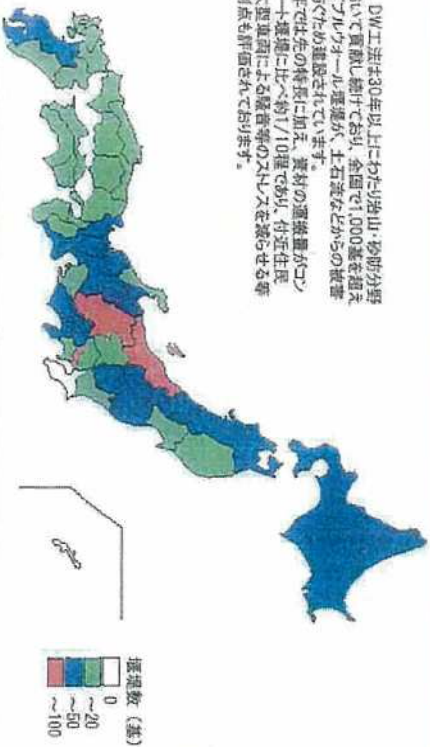 DW工法は30年以上にわたり治山・砂防分野
いて貢献し続けており、全国で1,000基を超え
ブルウォール堰堤が、土石流などからの被害
ぐため建設されています。
年では先の特長に加え、資材の運搬量がコン
ート堰堤に比べ約1/10程であり、付近住民
大型車両による騒音等のストレスを減らせる等
点も評価されております。
堰堤数（基）
0
～20
～50
～100